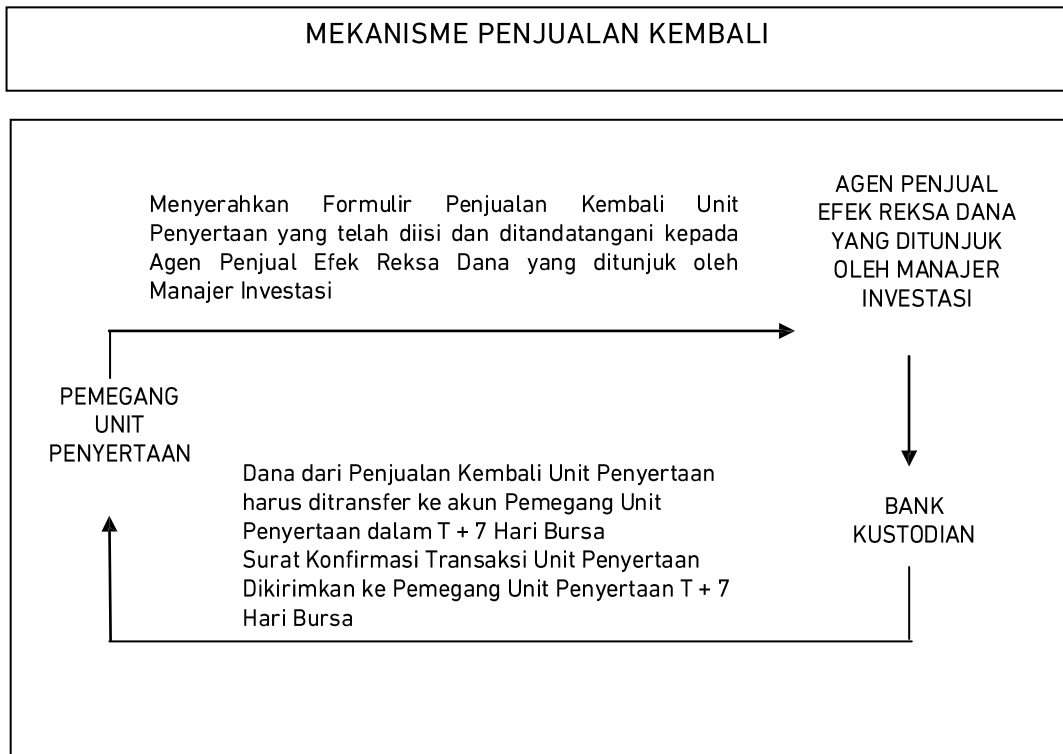 MEKANISME PENJUALAN KEMBALI
Menyerahkan Formulir Penjualan Kembali Unit
Penyertaan yang telah diisi dan ditandatangani kepada
Agen Penjual Efek Reksa Dana yang ditunjuk oleh
Manajer Investasi
AGEN PENJUAL
EFEK REKSA DANA
YANG DITUNJUK
OLEH MANAJER
INVESTASI
PEMEGANG
UNIT
PENYERTAAN
Dana dari Penjualan Kembali Unit Penyertaan
harus ditransfer ke akun Pemegang Unit
Penyertaan dalam T + 7 Hari Bursa
Surat Konfirmasi Transaksi Unit Penyertaan
Dikirimkan ke Pemegang Unit Penyertaan T + 7
Hari Bursa
BANK
KUSTODIAN